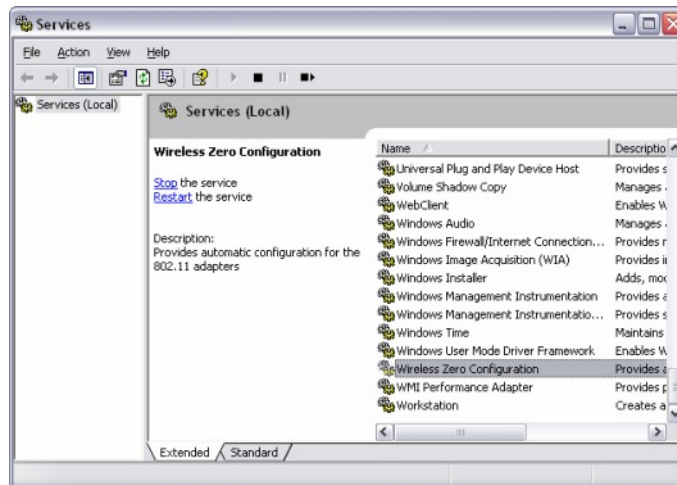 Services
File Action View Help
Services (Local)
Services (Local)
Wireless Zero Configuration
Stop the service
Restart the service
Description:
Provides automatic configuration for the
802.11 adapters
Name Descriptio
Universal Plug and Play Device Host Provides s
Volume Shadow Copy Manages
WebClient Enables W
Windows Audio Manages
Windows Firewall/Internet Connection... Provides n
Windows Image Acquisition (WIA) Provides i
Windows Installer Adds, mod
Windows Management Instrumentation Provides a
Windows Management Instrumentatio... Provides s
Windows Time Maintains
Windows User Mode Driver Framework Enables W
Wireless Zero Configuration Provides a
WMI Performance Adapter Provides p
Workstation Creates a
Extended Standard